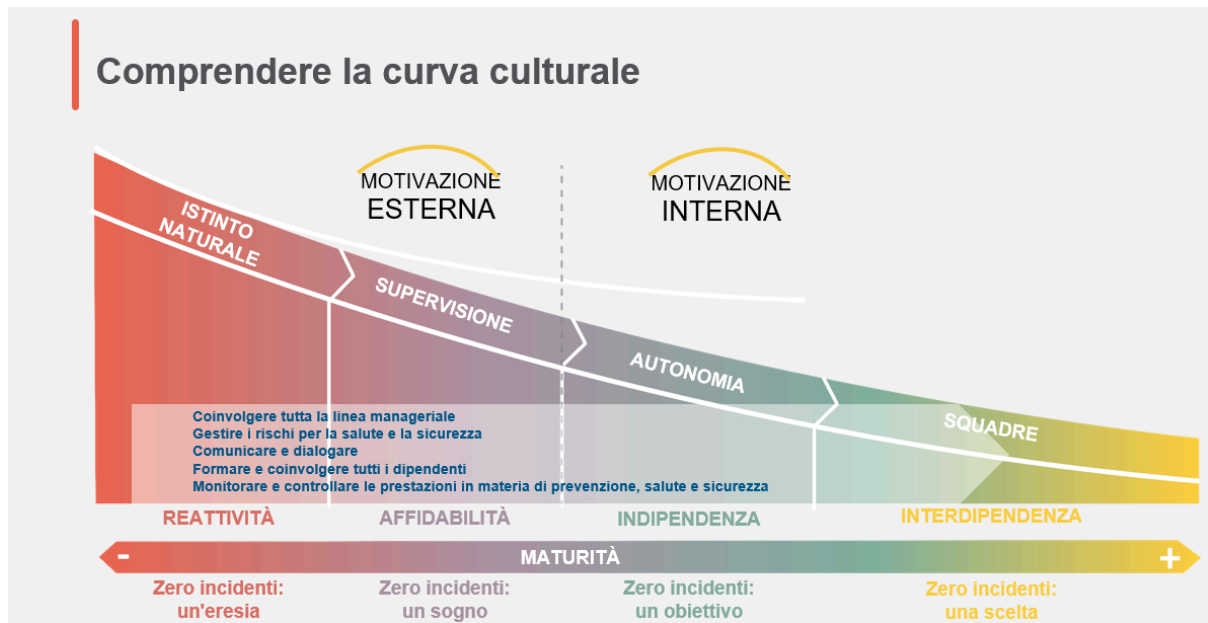 Comprendere la curva culturale
MOTIVAZIONE
ESTERNA
MOTIVAZIONE
INTERNA
ISTINTO
NATURALE
SUPERVISIONE
AUTONOMIA
SQUADRE
Coinvolgere tutta la linea manageriale
Gestire i rischi per la salute e la sicurezza
Comunicare e dialogare
Formare e coinvolgere tutti i dipendenti
Monitorare e controllare le prestazioni in materia di prevenzione, salute e sicurezza
REATTIVITÀ
AFFIDABILITÀ
INDIPENDENZA
INTERDIPENDENZA
- MATURITÀ +
Zero incidenti:
un'eresia
Zero incidenti:
un sogno
Zero incidenti:
un obiettivo
Zero incidenti:
una scelta